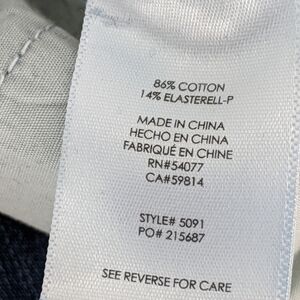 86% COTTON
14% ELASTERELL-P
MADE IN CHINA
HECHO EN CHINA
FABRIQUÉ EN CHINE
RN#54077
CA#59814
STYLE# 5091
PO# 215687
SEE REVERSE FOR CARE